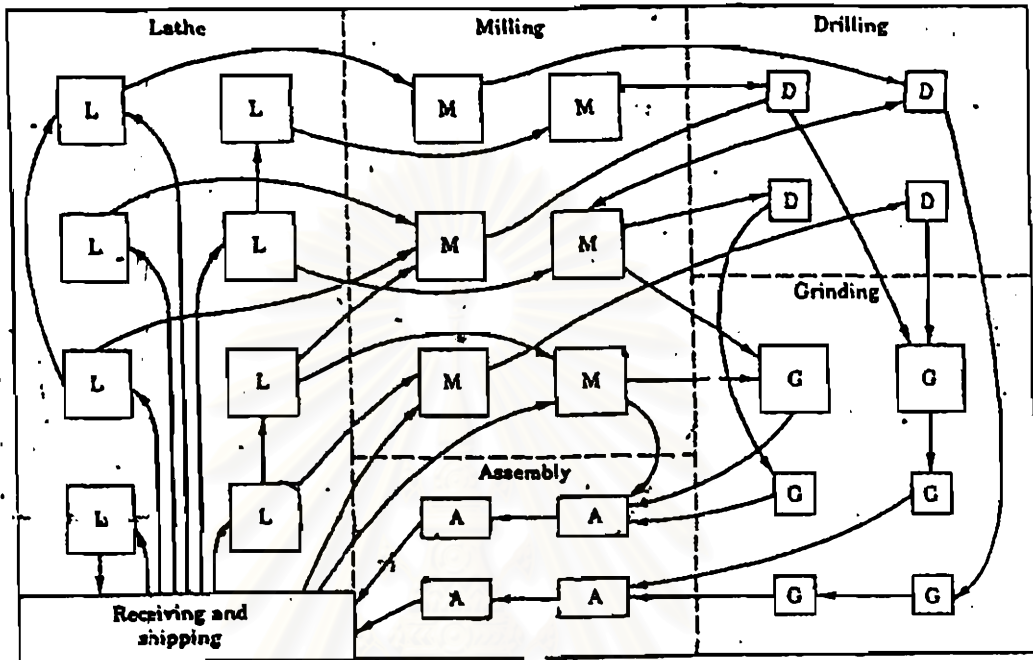 Lathe
Milling
Drilling
L
L
M
M
D
D
L
L
M
M
D
D
Grinding
L
L
M
M
G
G
Assembly
L
L
A
A
G
G
Receiving and
shipping
A
A
G
G